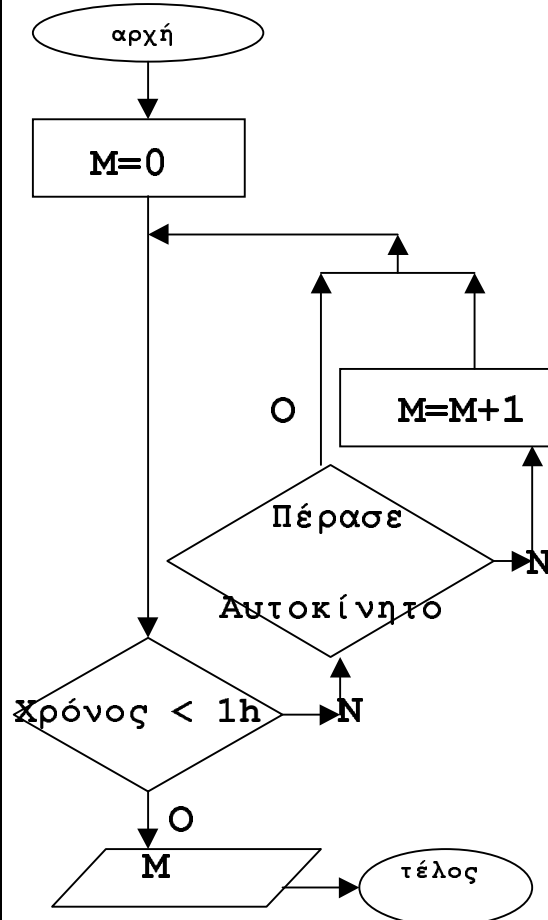 αρχή
M=0
O
M=M+1
Πέρασε
Αυτοκίνητο
N
Χρόνος < 1h
N
O
M
τέλος